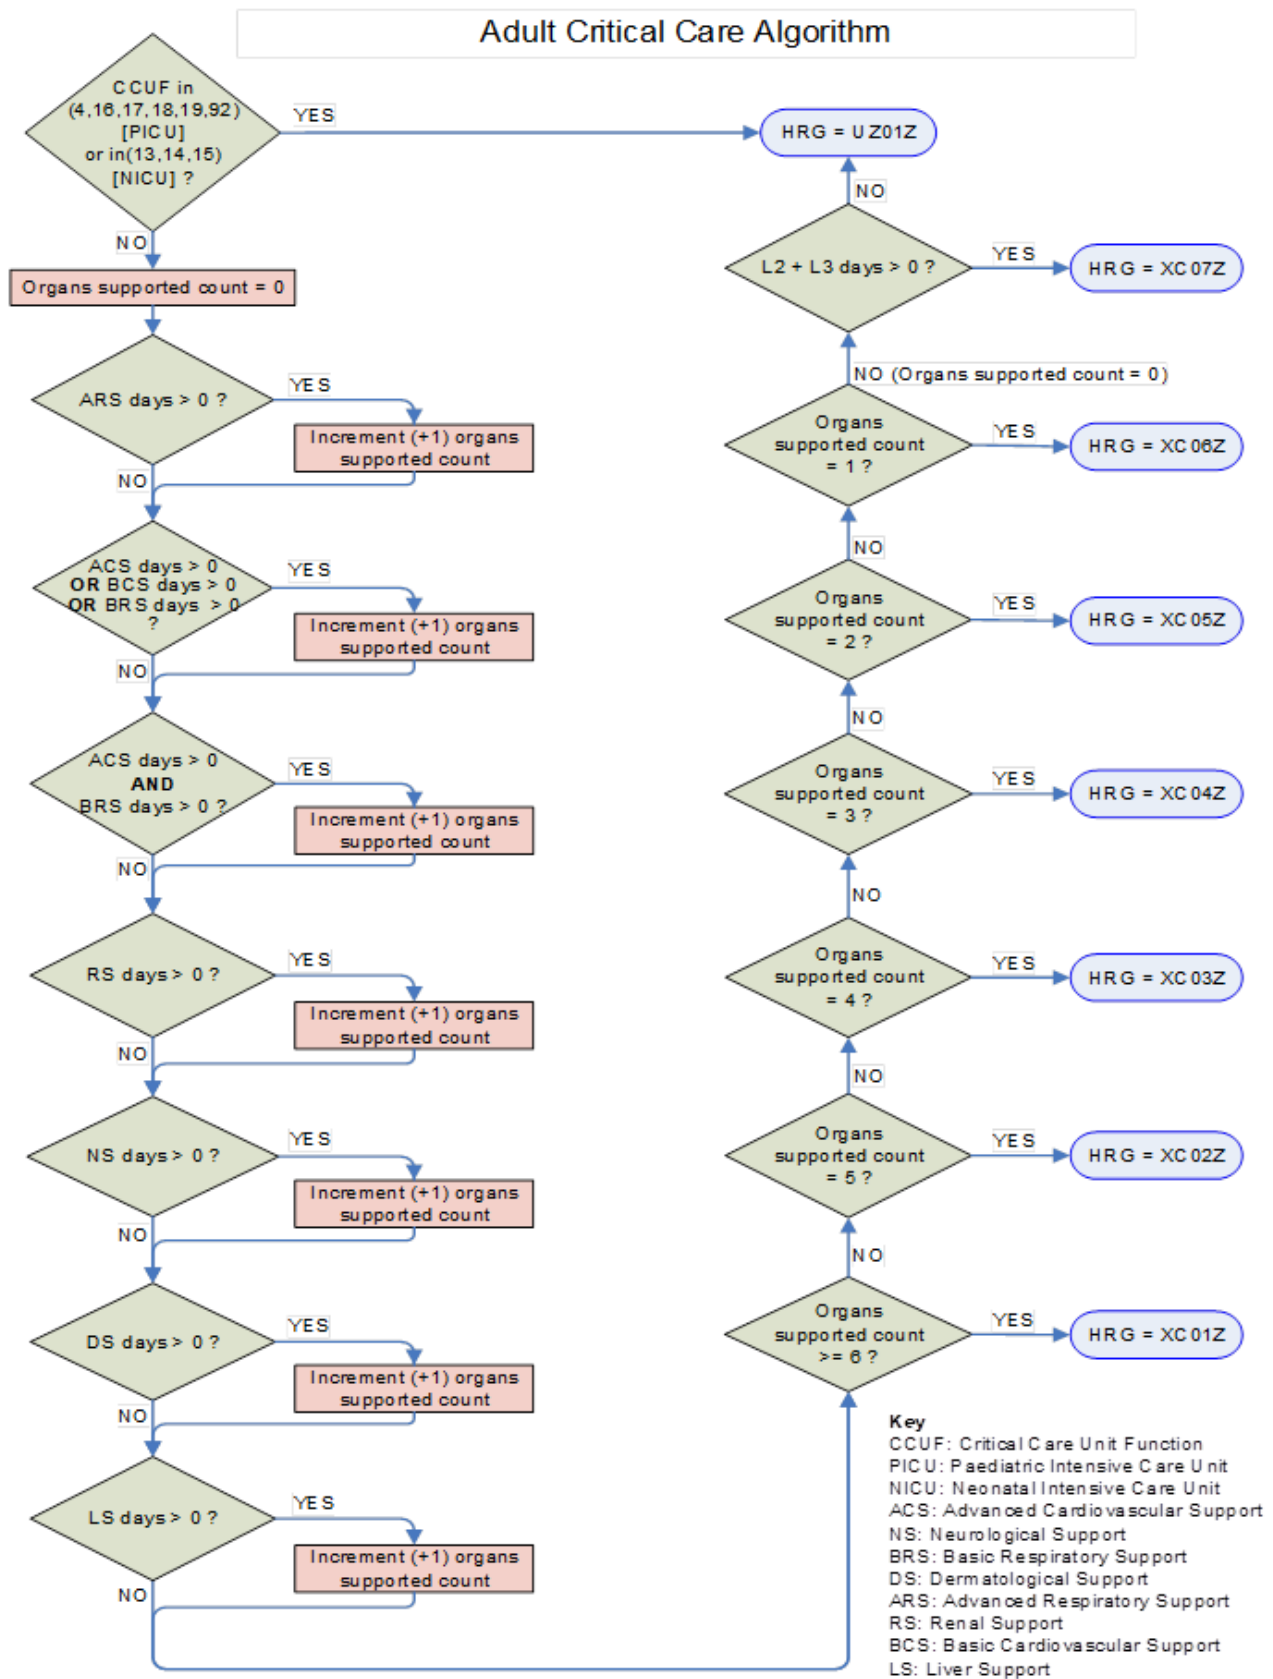 Adult Critical Care Algorithm
CCUF in
(4,16,17,18,19,92)
[PICU]
or in(13,14,15)
[NICU] ?
YES
HRG = UZ01Z
NO
Organs supported count = 0
ARS days > 0 ?
YES
Increment (+1) organs
supported count
NO
ACS days > 0
OR BCS days > 0
OR BRS days > 0
?
YES
Increment (+1) organs
supported count
NO
ACS days > 0
AND
BRS days > 0 ?
YES
Increment (+1) organs
supported count
NO
RS days > 0 ?
YES
Increment (+1) organs
supported count
NO
NS days > 0 ?
YES
Increment (+1) organs
supported count
NO
DS days > 0 ?
YES
Increment (+1) organs
supported count
NO
LS days > 0 ?
YES
Increment (+1) organs
supported count
NO
NO
L2 + L3 days > 0 ?
YES
HRG = XC07Z
NO (Organs supported count = 0)
Organs
supported count
= 1 ?
YES
HRG = XC06Z
NO
Organs
supported count
= 2 ?
YES
HRG = XC05Z
NO
Organs
supported count
= 3 ?
YES
HRG = XC04Z
NO
Organs
supported count
= 4 ?
YES
HRG = XC03Z
NO
Organs
supported count
= 5 ?
YES
HRG = XC02Z
NO
Organs
supported count
>= 6 ?
YES
HRG = XC01Z
Key
CCUF: Critical Care Unit Function
PICU: Paediatric Intensive Care Unit
NICU: Neonatal Intensive Care Unit
ACS: Advanced Cardiovascular Support
NS: Neurological Support
BRS: Basic Respiratory Support
DS: Dermatological Support
ARS: Advanced Respiratory Support
RS: Renal Support
BCS: Basic Cardiovascular Support
LS: Liver Support